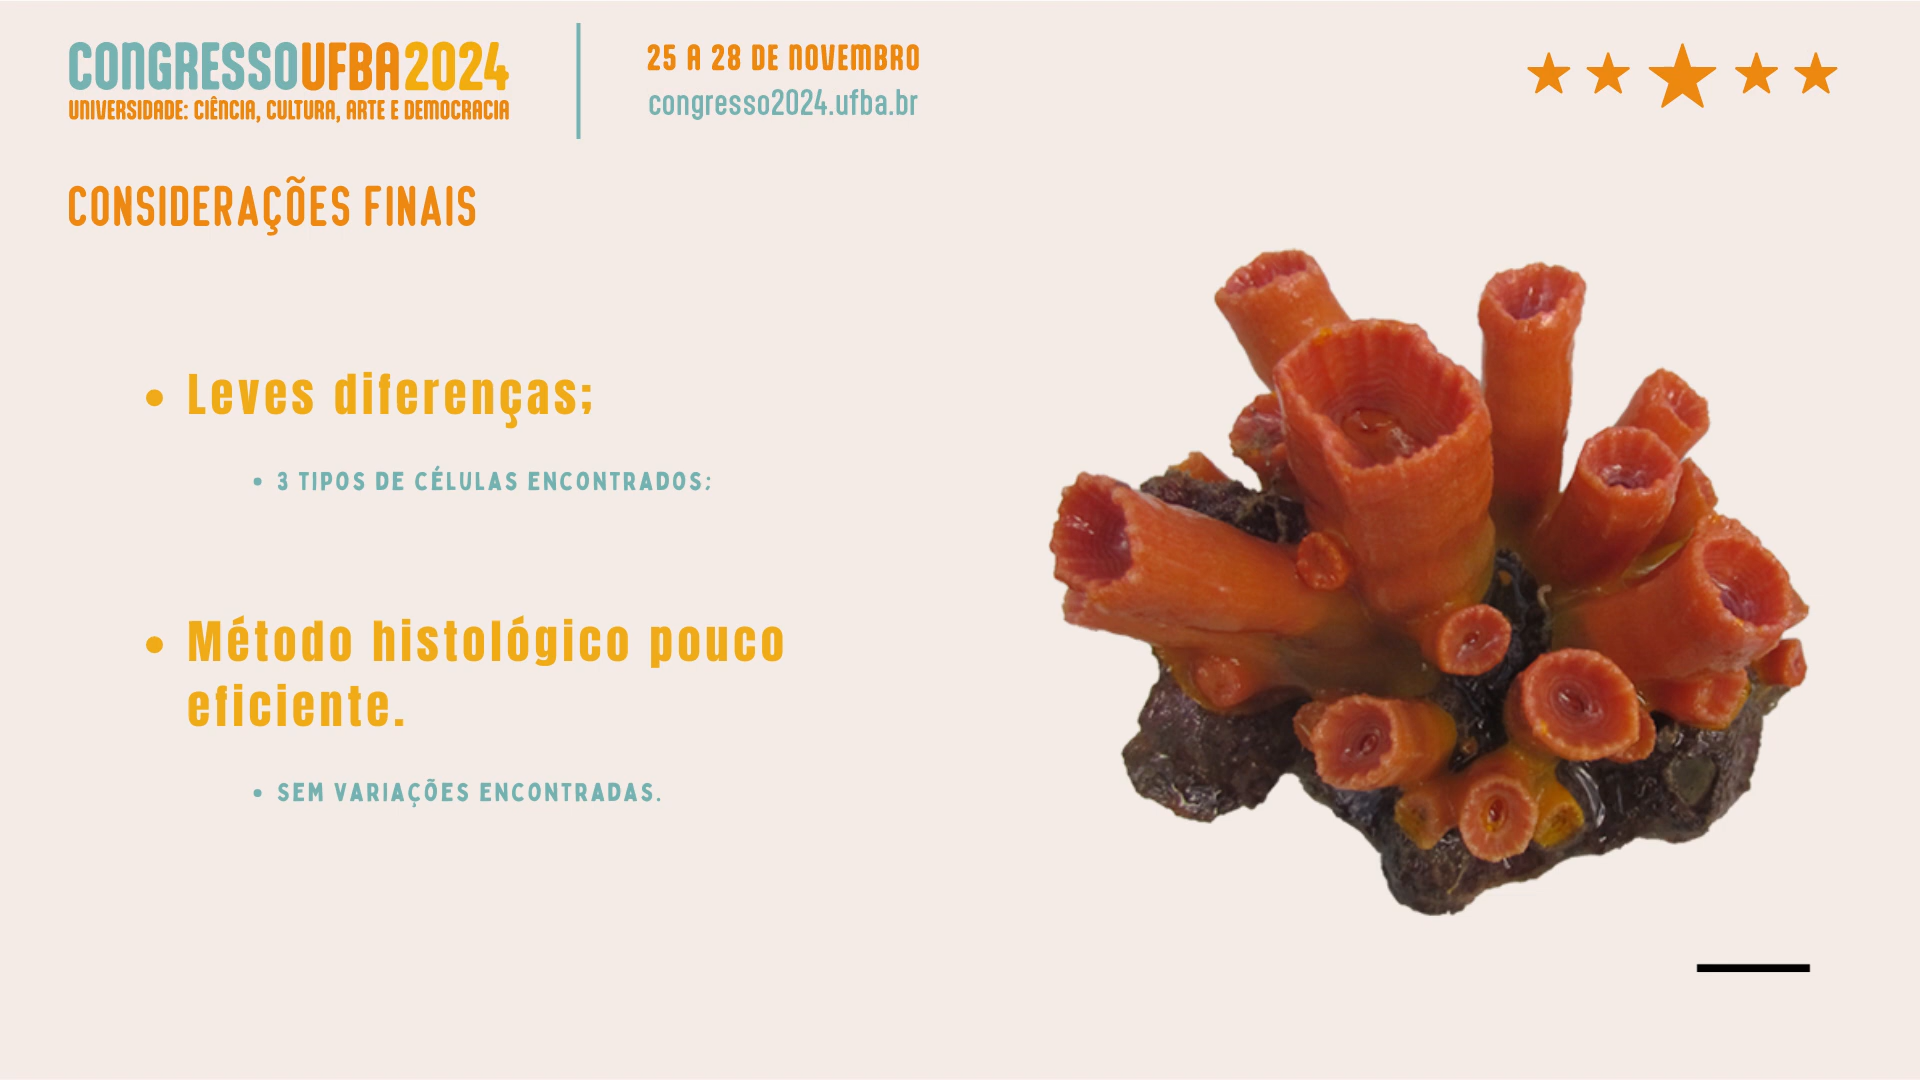 CONGRESSOUFBA2024
UNIVERSIDADE: CIÊNCIA, CULTURA, ARTE E DEMOCRACIA
25 A 28 DE NOVEMBRO
congresso2024.ufba.br
CONSIDERAÇÕES FINAIS
• Leves diferenças;
• 3 TIPOS DE CÉLULAS ENCONTRADOS;
• Método histológico pouco
eficiente.
• SEM VARIAÇÕES ENCONTRADAS.